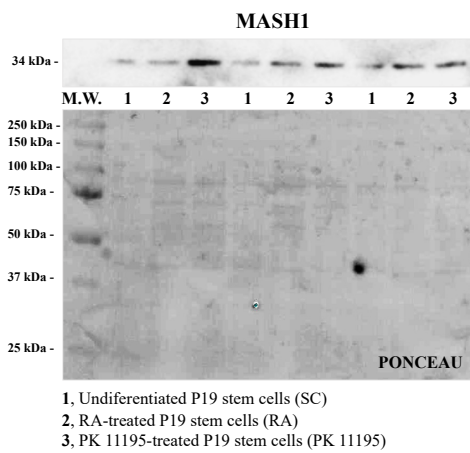 MASH1
34 kDa -
M.W. 1 2 3 1 2 3 1 2 3
250 kDa -
150 kDa -
100 kDa -
75 kDa -
50 kDa -
37 kDa -
25 kDa -
PONCEAU
1, Undiferentiated P19 stem cells (SC)
2, RA-treated P19 stem cells (RA)
3, PK 11195-treated P19 stem cells (PK 11195)